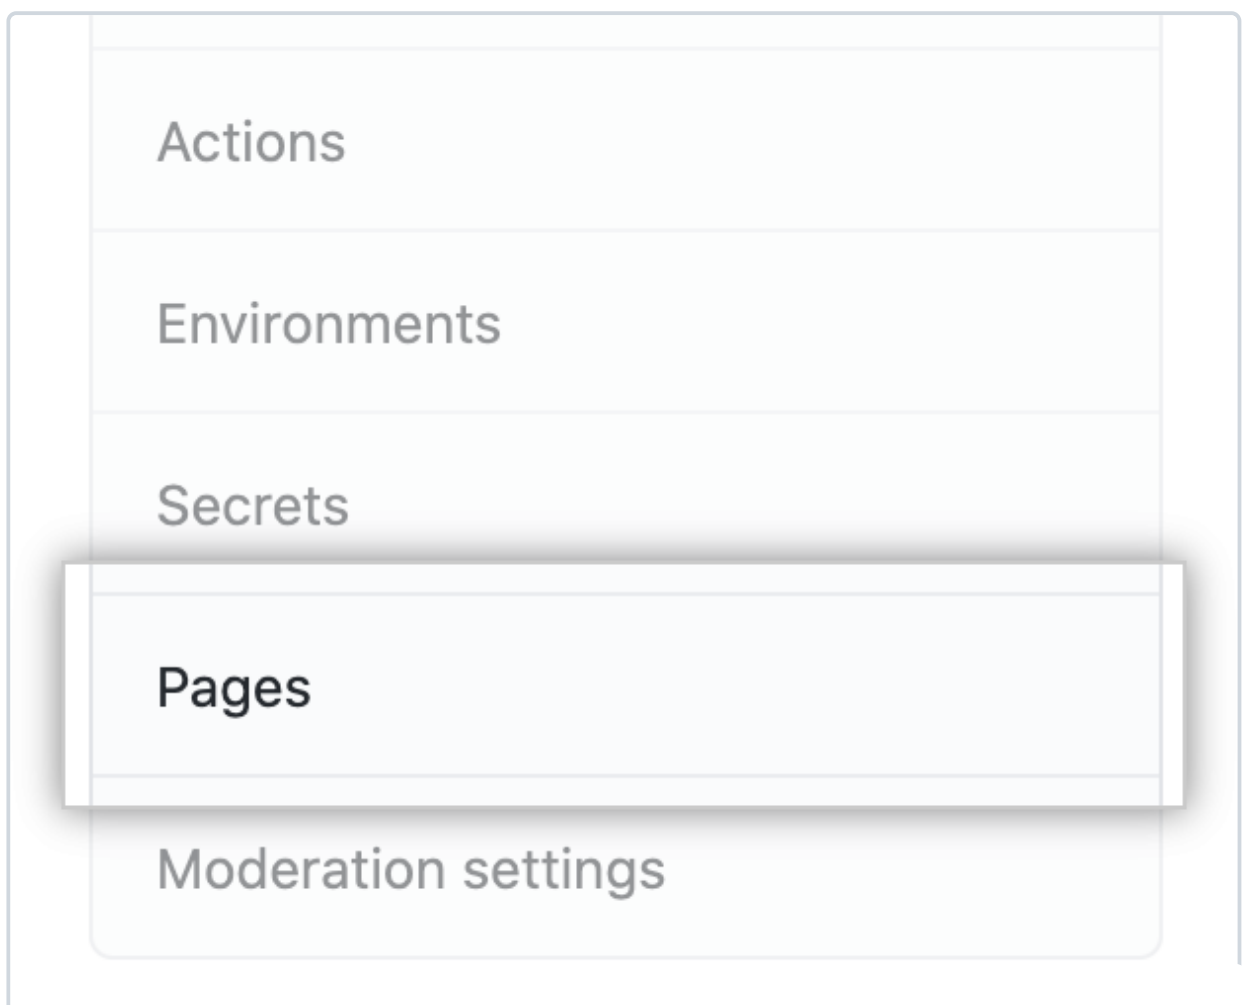 Actions
Environments
Secrets
Pages
Moderation settings